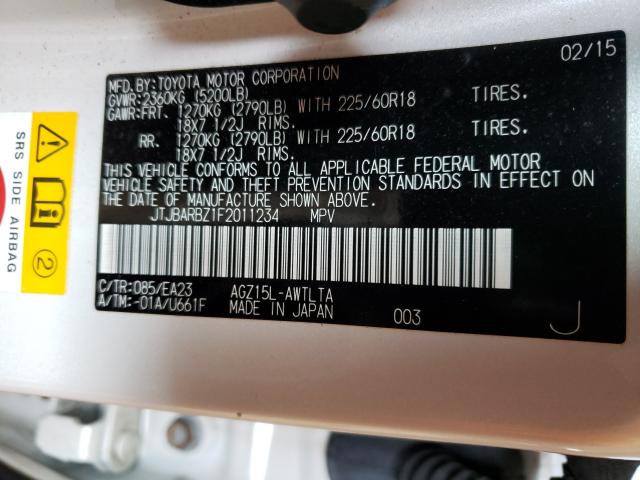 02/15
MFD.BY:TOYOTA MOTOR CORPORATION
GVWR:2360KG (5200LB)
GAWR:FRT. 1270KG (2790LB) WITH 225/60R18 TIRES.
18X7 1/2J RIMS.
RR. 1270KG (2790LB) WITH 225/60R18 TIRES.
18X7 1/2J RIMS.
THIS VEHICLE CONFORMS TO ALL APPLICABLE FEDERAL MOTOR
VEHICLE SAFETY AND THEFT PREVENTION STANDARDS IN EFFECT ON
THE DATE OF MANUFACTURE SHOWN ABOVE.
JTJBARBZ1F2011234 MPV
C/TR:085/EA23 AGZ15L-AWTLTA
A/TM:-01A/U661F MADE IN JAPAN 003 J
SRS SIDE AIRBAG
2